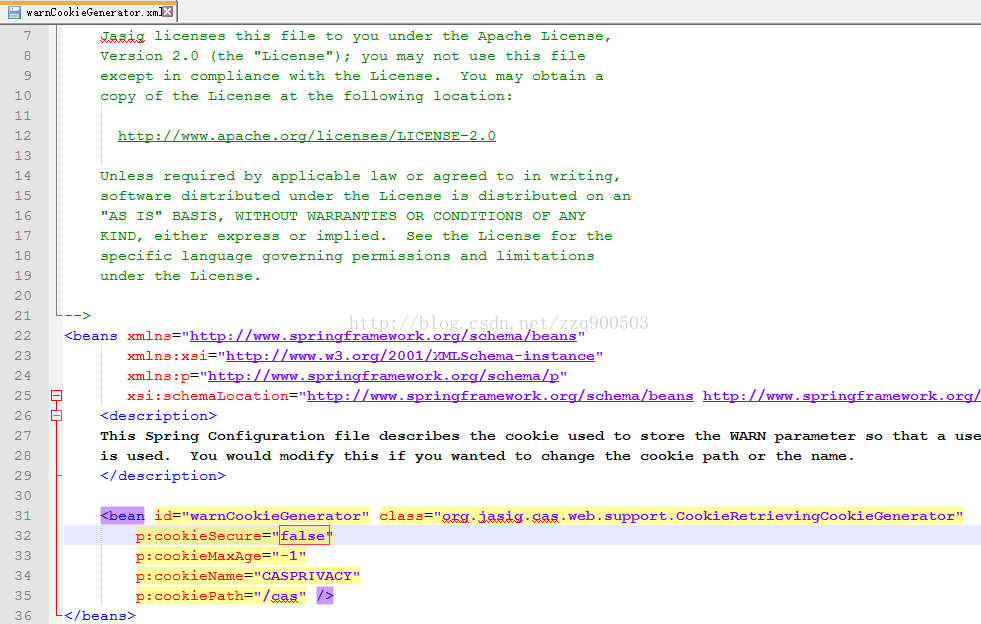 warnCookieGenerator.xml
7 Jasig licenses this file to you under the Apache License,
8 Version 2.0 (the "License"); you may not use this file
9 except in compliance with the License.  You may obtain a
10 copy of the License at the following location:
11
12 http://www.apache.org/licenses/LICENSE-2.0
13
14 Unless required by applicable law or agreed to in writing,
15 software distributed under the License is distributed on an
16 "AS IS" BASIS, WITHOUT WARRANTIES OR CONDITIONS OF ANY
17 KIND, either express or implied.  See the License for the
18 specific language governing permissions and limitations
19 under the License.
20
21 -->
http://blog.csdn.net/zzq900503
22 <beans xmlns="http://www.springframework.org/schema/beans"
23 xmlns:xsi="http://www.w3.org/2001/XMLSchema-instance"
24 xmlns:p="http://www.springframework.org/schema/p"
25 xsi:schemaLocation="http://www.springframework.org/schema/beans http://www.springframework.org/
26 <description>
27 This Spring Configuration file describes the cookie used to store the WARN parameter so that a use
28 is used.  You would modify this if you wanted to change the cookie path or the name.
29 </description>
30
31 <bean id="warnCookieGenerator" class="org.jasig.cas.web.support.CookieRetrievingCookieGenerator"
32 p:cookieSecure="false"
33 p:cookieMaxAge="-1"
34 p:cookieName="CASPRIVACY"
35 p:cookiePath="/cas" />
36 </beans>